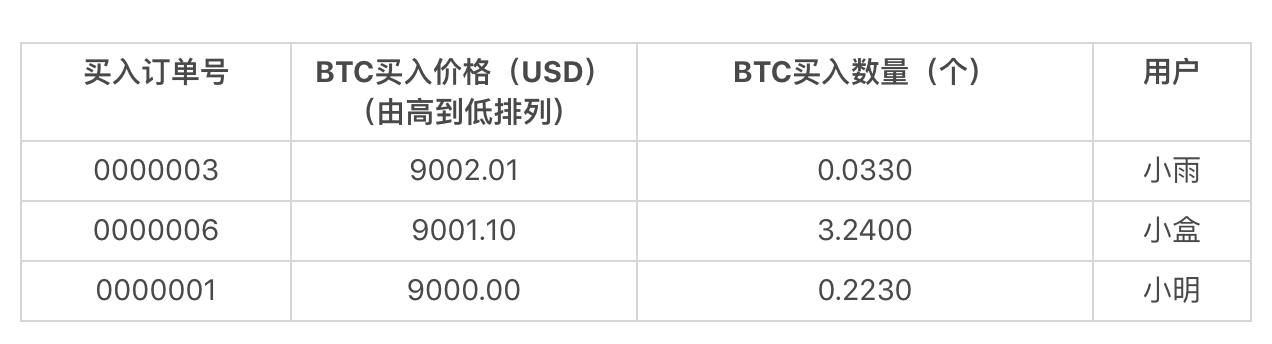 买入订单号 BTC买入价格（USD） BTC买入数量（个） 用户
（由高到低排列）
0000003 9002.01 0.0330 小雨
0000006 9001.10 3.2400 小盒
0000001 9000.00 0.2230 小明